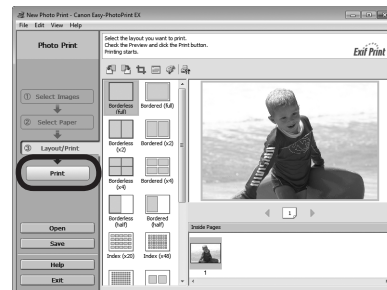 New Photo Print - Canon Easy-PhotoPrint EX
File Edit View Help
Photo Print
Select the layout you want to print.
Check the Preview and click the Print button.
Printing starts.
Exif Print
① Select Images
② Select Paper
③ Layout/Print
Print
Open
Save
Help
Exit
Borderless (full)
Bordered (full)
Borderless (x2)
Bordered (x2)
Borderless (x4)
Bordered (x4)
Borderless (half)
Bordered (half)
Index (x20)
Index (x48)
1
Inside Pages
1